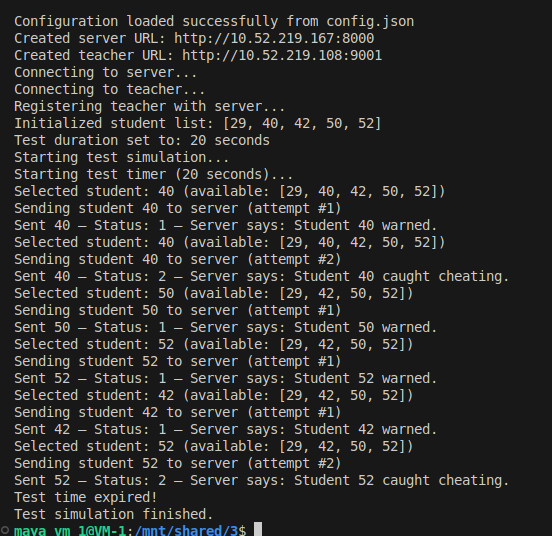 Configuration loaded successfully from config.json
Created server URL: http://10.52.219.167:8000
Created teacher URL: http://10.52.219.108:9001
Connecting to server...
Connecting to teacher...
Registering teacher with server...
Initialized student list: [29, 40, 42, 50, 52]
Test duration set to: 20 seconds
Starting test simulation...
Starting test timer (20 seconds)...
Selected student: 40 (available: [29, 40, 42, 50, 52])
Sending student 40 to server (attempt #1)
Sent 40 – Status: 1 – Server says: Student 40 warned.
Selected student: 40 (available: [29, 40, 42, 50, 52])
Sending student 40 to server (attempt #2)
Sent 40 – Status: 2 – Server says: Student 40 caught cheating.
Selected student: 50 (available: [29, 42, 50, 52])
Sending student 50 to server (attempt #1)
Sent 50 – Status: 1 – Server says: Student 50 warned.
Selected student: 52 (available: [29, 42, 50, 52])
Sending student 52 to server (attempt #1)
Sent 52 – Status: 1 – Server says: Student 52 warned.
Selected student: 42 (available: [29, 42, 50, 52])
Sending student 42 to server (attempt #1)
Sent 42 – Status: 1 – Server says: Student 42 warned.
Selected student: 52 (available: [29, 42, 50, 52])
Sending student 52 to server (attempt #2)
Sent 52 – Status: 2 – Server says: Student 52 caught cheating.
Test time expired!
Test simulation finished.
maya_vm_1@VM-1:/mnt/shared/3$